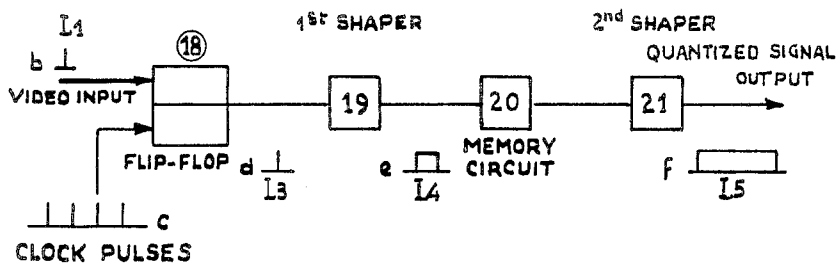 I1
b
VIDEO INPUT
18
FLIP-FLOP
c
CLOCK PULSES
d
I3
1st SHAPER
19
e
I4
20
MEMORY
CIRCUIT
2nd SHAPER
21
QUANTIZED SIGNAL
OUTPUT
f
I5